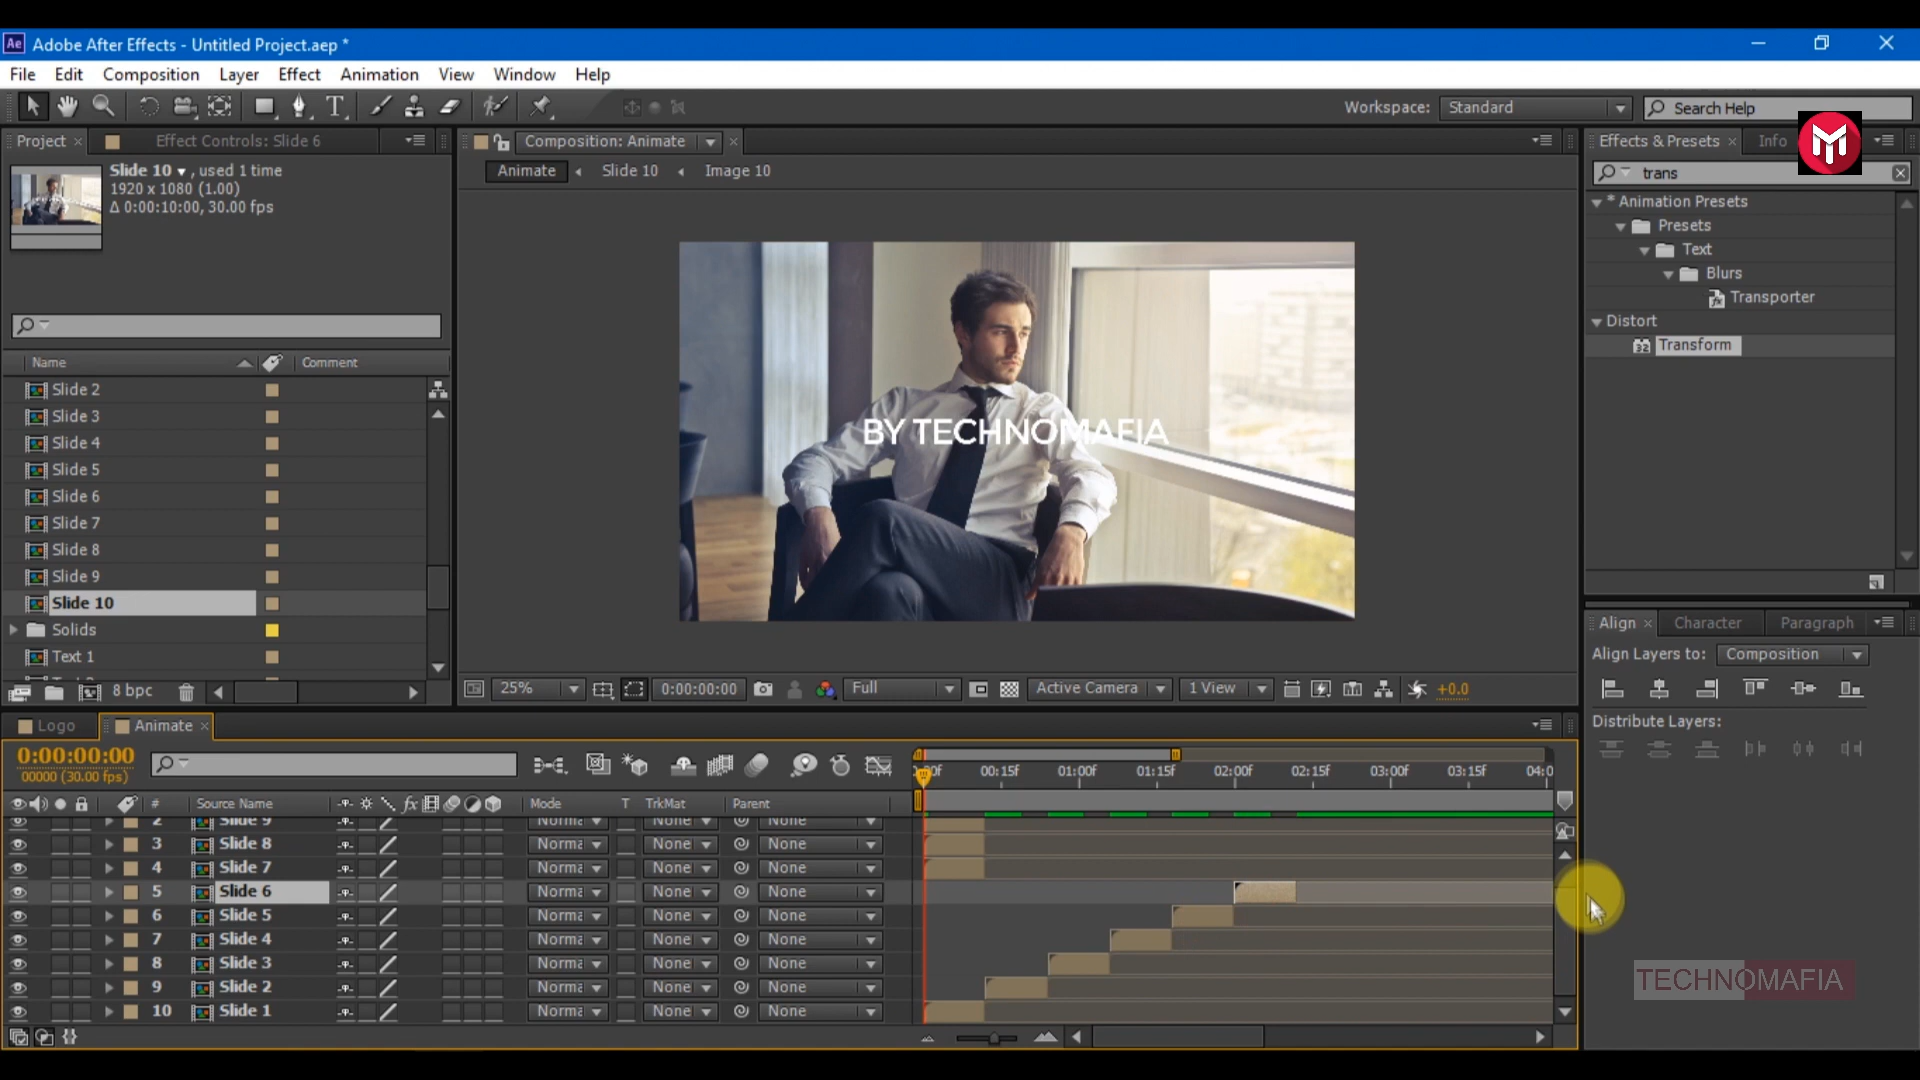 Ae Adobe After Effects - Untitled Project.aep *
File Edit Composition Layer Effect Animation View Window Help
Workspace: Standard Search Help
Project × Effect Controls: Slide 6
Composition: Animate ×
Effects & Presets × Info
Slide 10 ▾ , used 1 time
1920 x 1080 (1.00)
Δ 0:00:10:00, 30.00 fps
Animate Slide 10 Image 10
trans
* Animation Presets
Presets
Text
Blurs
Transporter
Distort
32 Transform
Name Comment
Slide 2
Slide 3
Slide 4
Slide 5
Slide 6
Slide 7
Slide 8
Slide 9
Slide 10
Solids
Text 1
8 bpc
BY TECHNOMAFIA
25% 0:00:00:00 Full Active Camera 1 View +0.0
Align × Character Paragraph
Align Layers to: Composition
Distribute Layers:
Logo Animate ×
0:00:00:00
00000 (30.00 fps)
00:15f 01:00f 01:15f 02:00f 02:15f 03:00f 03:15f 04:0
# Source Name fx Mode T TrkMat Parent
2 Slide 9 Norma None None
3 Slide 8 Norma None None
4 Slide 7 Norma None None
5 Slide 6 Norma None None
6 Slide 5 Norma None None
7 Slide 4 Norma None None
8 Slide 3 Norma None None
9 Slide 2 Norma None None
10 Slide 1 Norma None None
TECHNOMAFIA